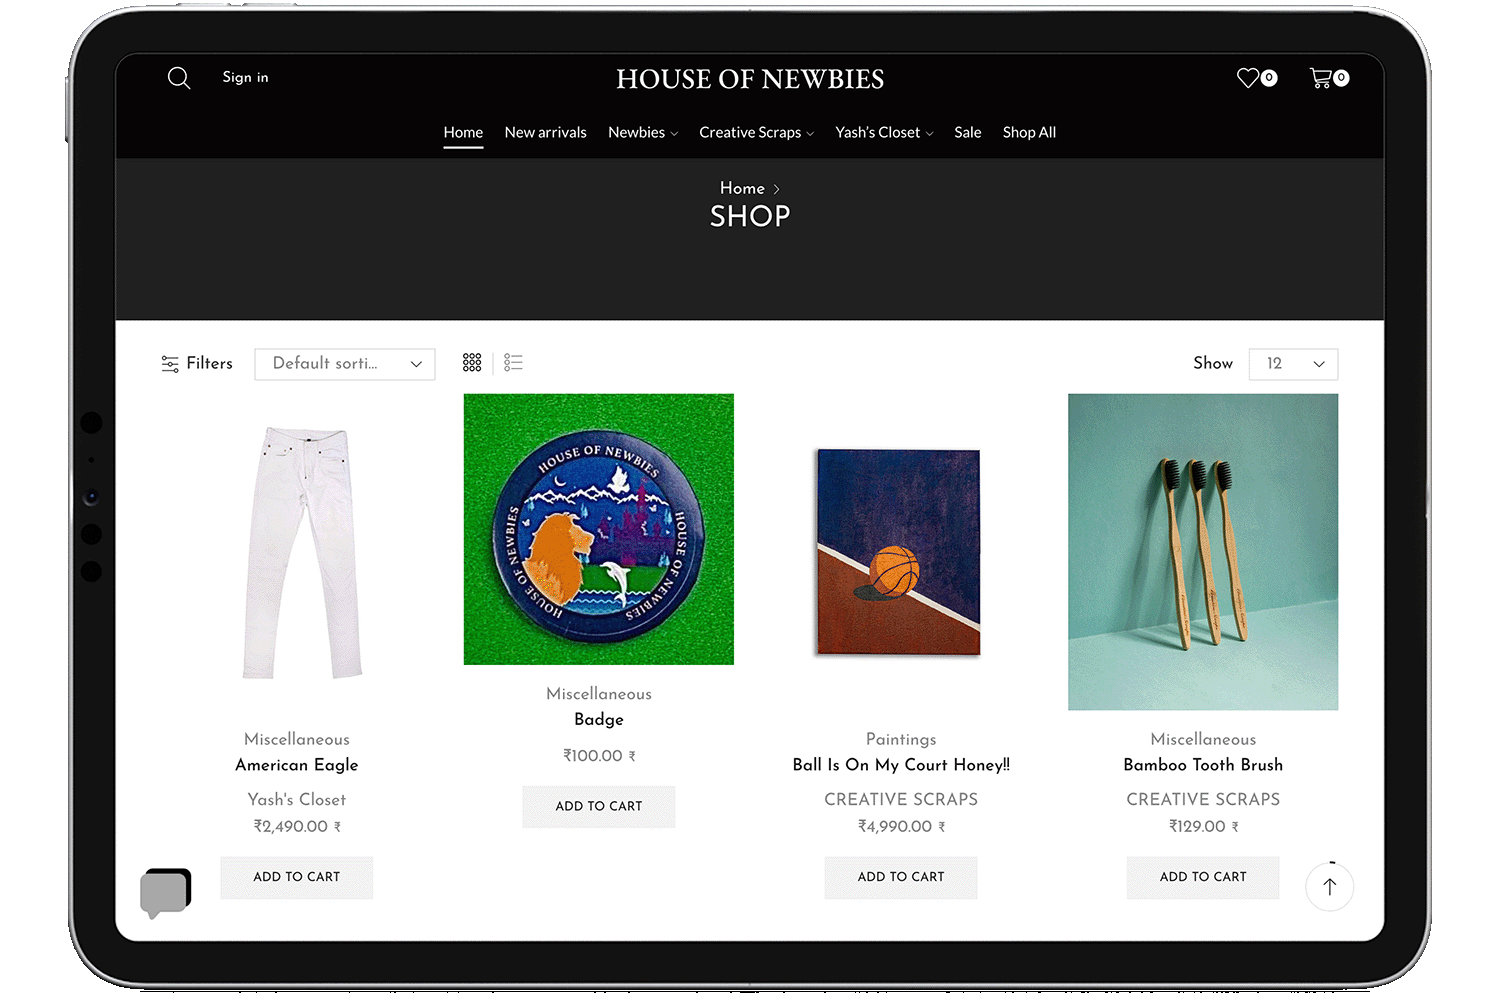 Sign in
HOUSE OF NEWBIES
0
0
Home
New arrivals
Newbies
Creative Scraps
Yash's Closet
Sale
Shop All
Home >
SHOP
Filters
Default sorti...
Show
12
HOUSE OF NEWBIES
HOUSE OF NEWBIES
HOUSE OF NEWBIES
Miscellaneous
American Eagle
Yash's Closet
₹2,490.00 ₹
ADD TO CART
Miscellaneous
Badge
₹100.00 ₹
ADD TO CART
Paintings
Ball Is On My Court Honey!!
CREATIVE SCRAPS
₹4,990.00 ₹
ADD TO CART
Miscellaneous
Bamboo Tooth Brush
CREATIVE SCRAPS
₹129.00 ₹
ADD TO CART